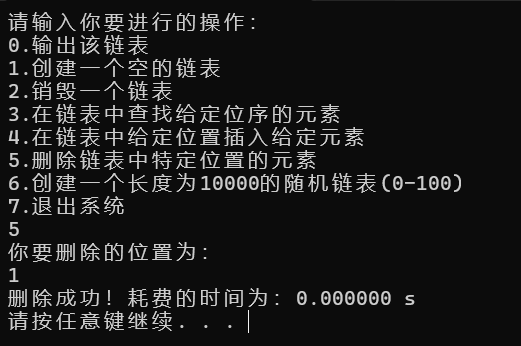 请输入你要进行的操作:
0.输出该链表
1.创建一个空的链表
2.销毁一个链表
3.在链表中查找给定位序的元素
4.在链表中给定位置插入给定元素
5.删除链表中特定位置的元素
6.创建一个长度为10000的随机链表(0-100)
7.退出系统
5
你要删除的位置为:
1
删除成功! 耗费的时间为: 0.000000 s
请按任意键继续. . .